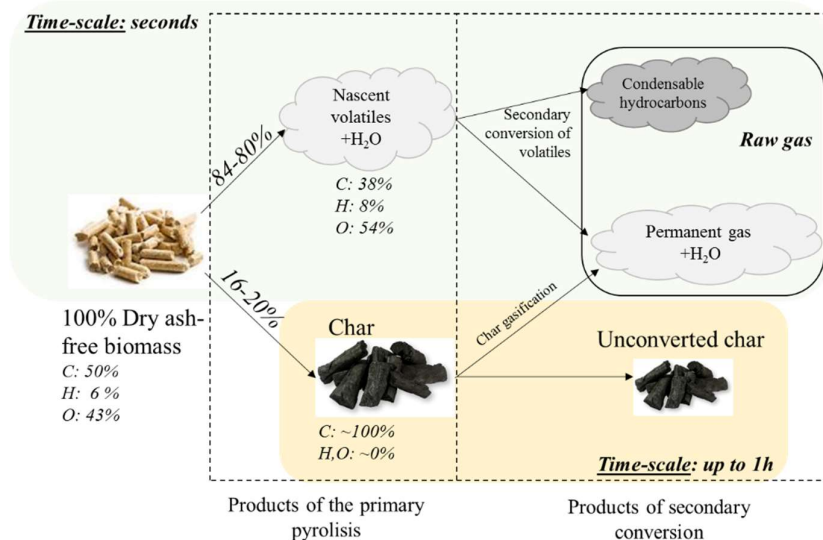 Time-scale: seconds
Nascent
volatiles
+H₂O
Condensable
hydrocarbons
Secondary
conversion of
volatiles
Raw gas
84-80%
C: 38%
H: 8%
O: 54%
Permanent gas
+H₂O
16-20%
Char gasification
100% Dry ash-
free biomass
C: 50%
H: 6 %
O: 43%
Char
Unconverted char
C: ~100%
H,O: ~0%
Time-scale: up to 1h
Products of the primary
pyrolisis
Products of secondary
conversion